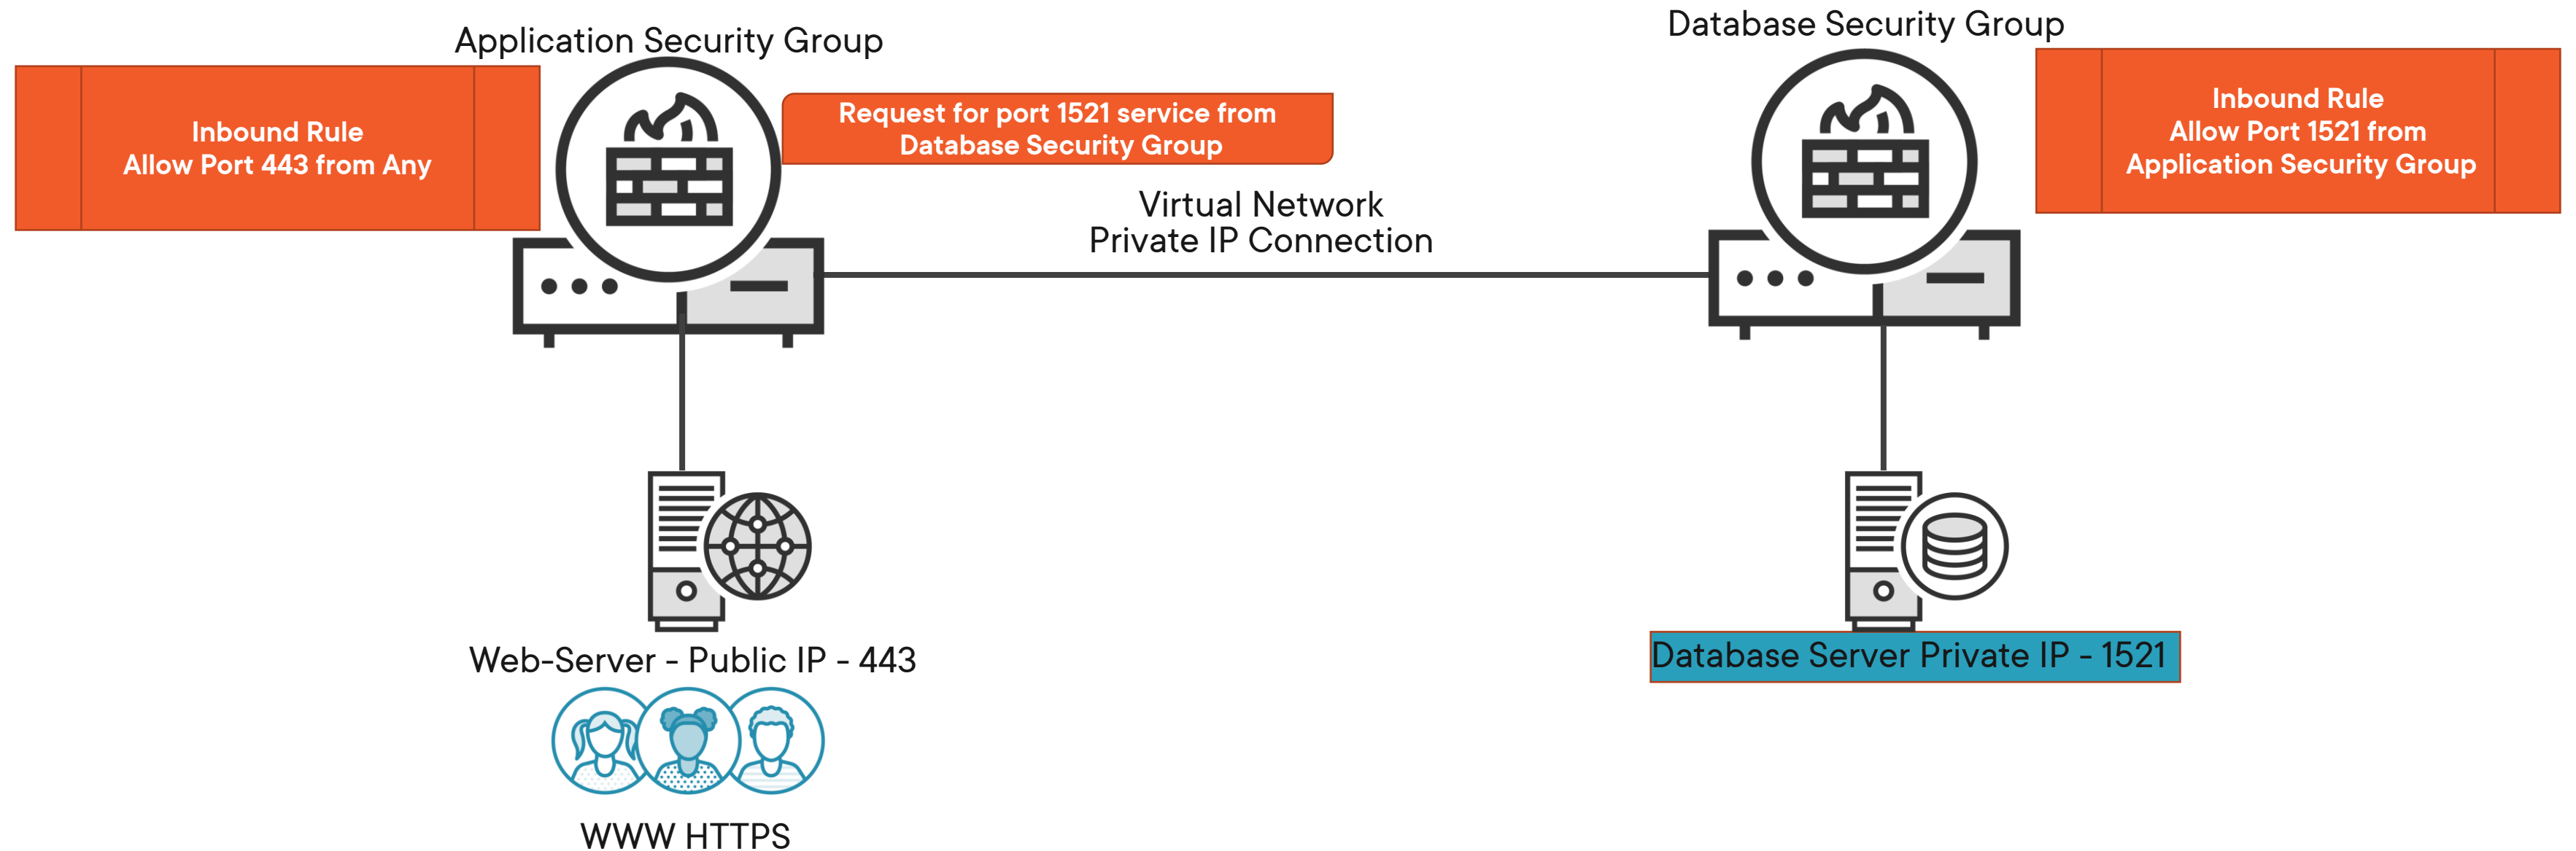 Application Security Group
Database Security Group
Inbound Rule
Allow Port 443 from Any
Request for port 1521 service from
Database Security Group
Inbound Rule
Allow Port 1521 from
Application Security Group
Virtual Network
Private IP Connection
Web-Server - Public IP - 443
Database Server Private IP - 1521
WWW HTTPS